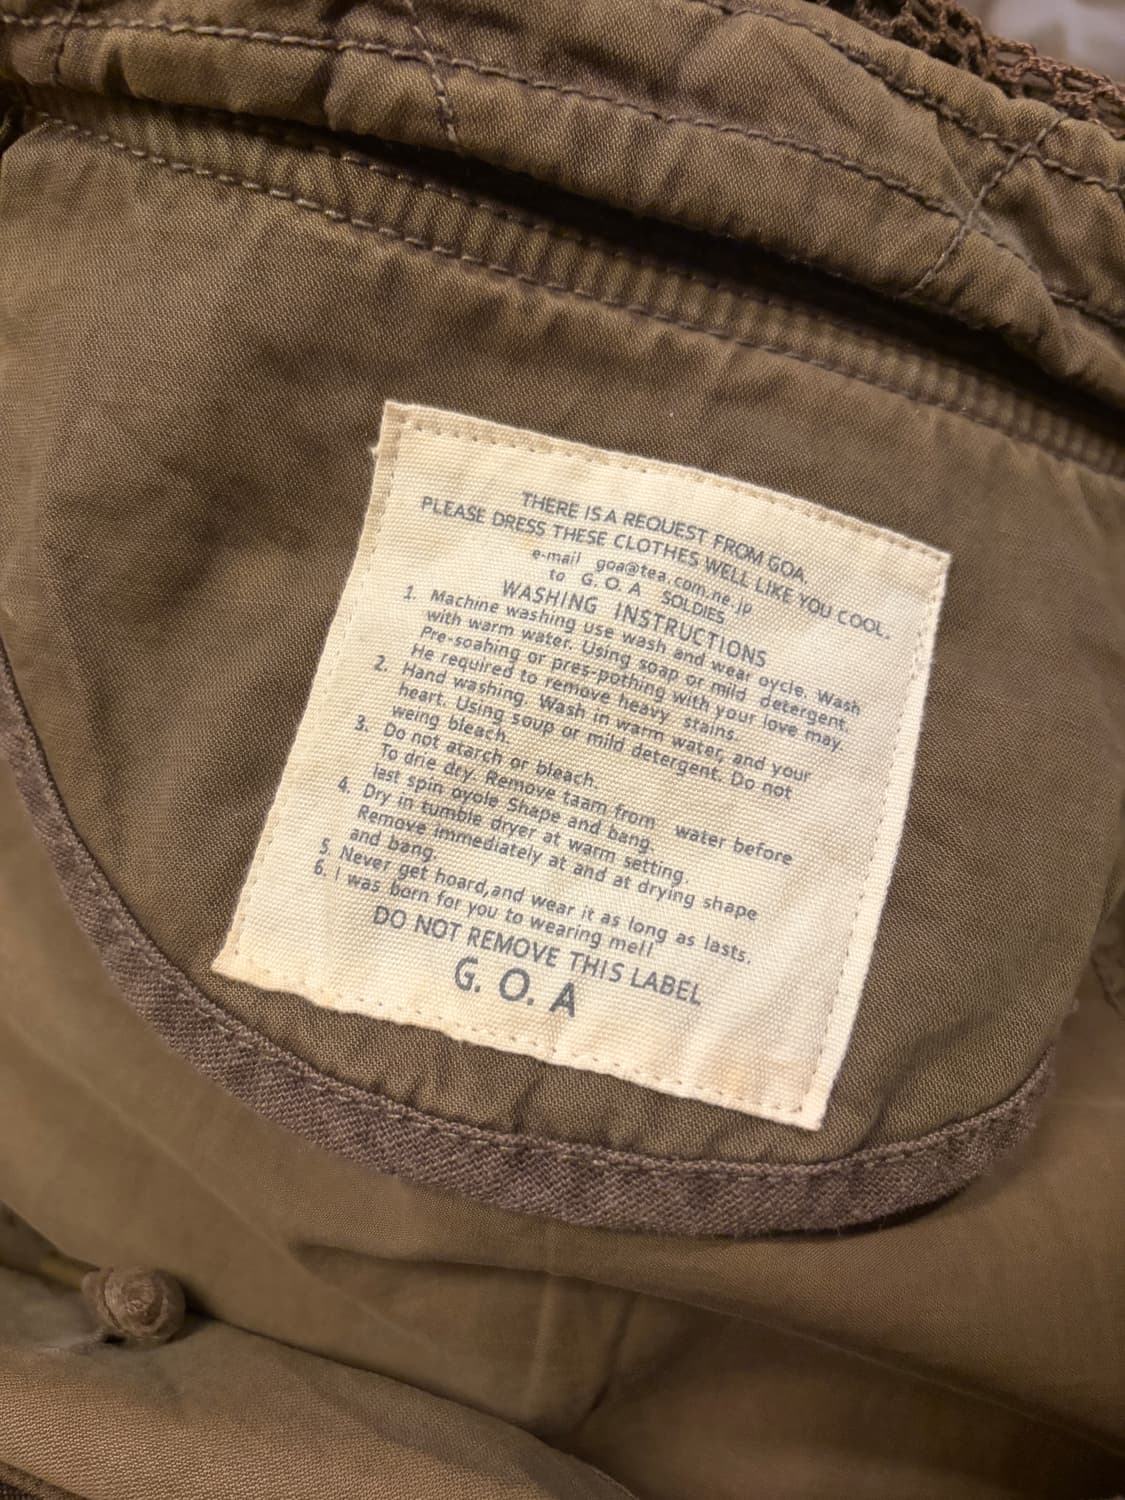 THERE IS A REQUEST FROM GOA.
PLEASE DRESS THESE CLOTHES WELL LIKE YOU COOL.
e-mail goa@tea.com.ne.jp
to G. O. A SOLDIES
WASHING INSTRUCTIONS
1. Machine washing use wash and wear oycle. Wash
with warm water. Using soap or mild detergent.
Pre-soahing or pres-pothing with your love may.
He required to remove heavy stains.
2. Hand washing. Wash in warm water, and your
heart. Using soup or mild detergent. Do not
weing bleach.
3. Do not atarch or bleach.
To drie dry. Remove taam from water before
last spin oyole Shape and bang.
4. Dry in tumble dryer at warm setting.
Remove immediately at and at drying shape
and bang.
5. Never get hoard,and wear it as long as lasts.
6. I was born for you to wearing me!!
DO NOT REMOVE THIS LABEL
G. O. A